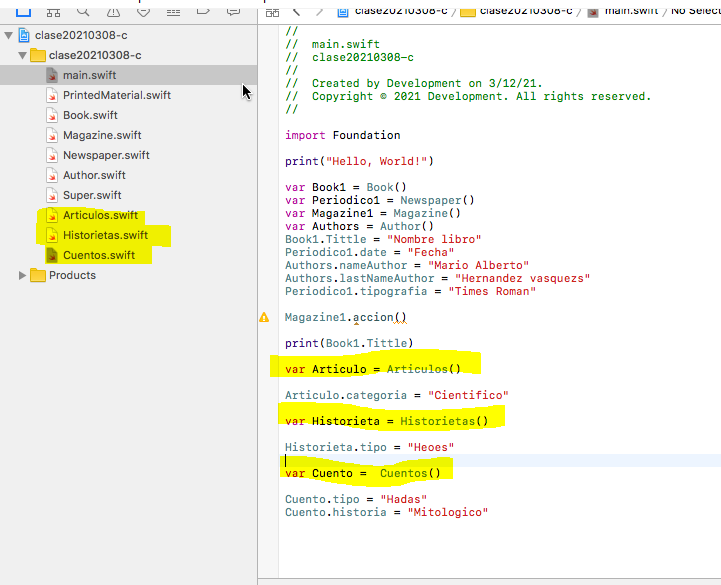 clase20210308-c
clase20210308-c
main.swift
PrintedMaterial.swift
Book.swift
Magazine.swift
Newspaper.swift
Author.swift
Super.swift
Articulos.swift
Historietas.swift
Cuentos.swift
Products
clase20210308-c clase20210308-c main.swift No Select
//
//  main.swift
//  clase20210308-c
//
//  Created by Development on 3/12/21.
//  Copyright © 2021 Development. All rights reserved.
//
import Foundation
print("Hello, World!")
var Book1 = Book()
var Periodico1 = Newspaper()
var Magazine1 = Magazine()
var Authors = Author()
Book1.Tittle = "Nombre libro"
Periodico1.date = "Fecha"
Authors.nameAuthor = "Mario Alberto"
Authors.lastNameAuthor = "Hernandez vasquezs"
Periodico1.tipografia = "Times Roman"
Magazine1.accion()
print(Book1.Tittle)
var Articulo = Articulos()
Articulo.categoria = "Cientifico"
var Historieta = Historietas()
Historieta.tipo = "Heoes"
var Cuento =  Cuentos()
Cuento.tipo = "Hadas"
Cuento.historia = "Mitologico"